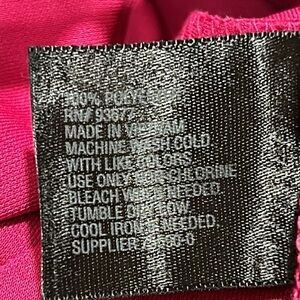 100% POLYESTER
RN# 93677
MADE IN VIETNAM
MACHINE WASH COLD
WITH LIKE COLORS
USE ONLY NON-CHLORINE
BLEACH WHEN NEEDED
TUMBLE DRY LOW
COOL IRON IF NEEDED.
SUPPLIER